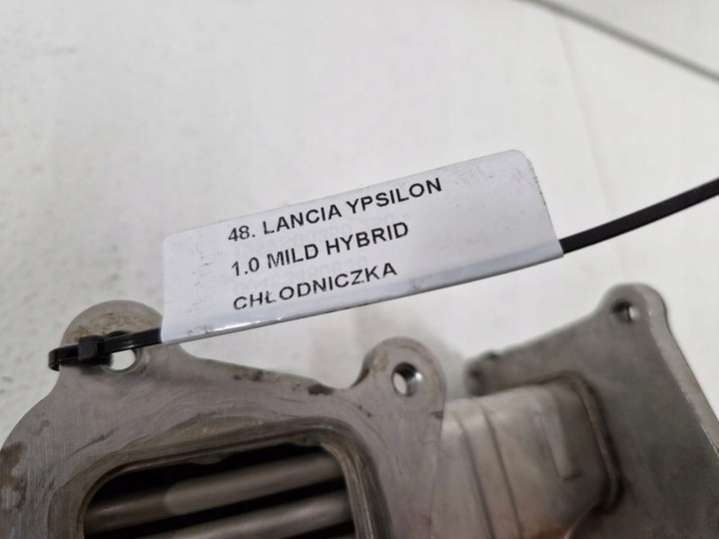 48. LANCIA YPSILON
1.0 MILD HYBRID
CHŁODNICZKA